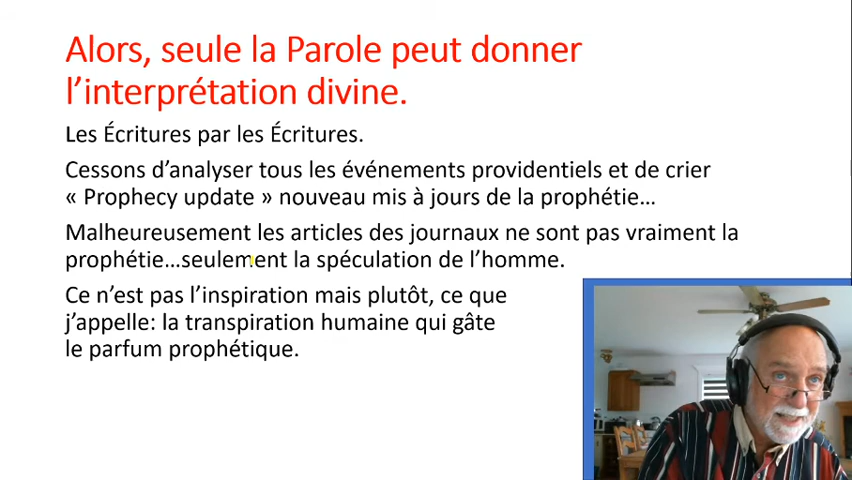 Alors, seule la Parole peut donner
l’interprétation divine.
Les Écritures par les Écritures.
Cessons d’analyser tous les événements providentiels et de crier
« Prophecy update » nouveau mis à jours de la prophétie…
Malheureusement les articles des journaux ne sont pas vraiment la
prophétie…seulement la spéculation de l’homme.
Ce n’est pas l’inspiration mais plutôt, ce que
j’appelle: la transpiration humaine qui gâte
le parfum prophétique.